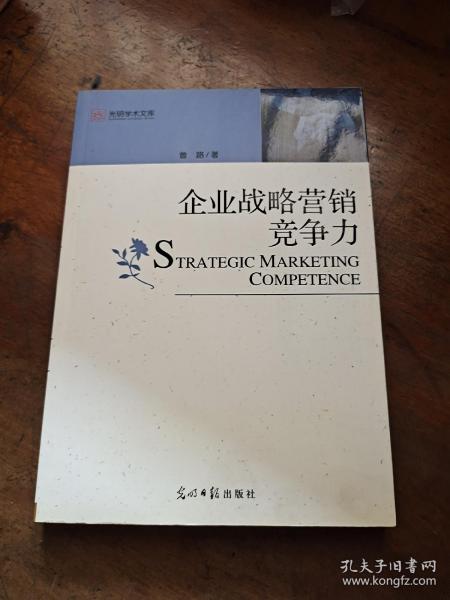 光明学术文库
曾 路/著
企业战略营销
竞争力
STRATEGIC MARKETING
COMPETENCE
光明日报出版社
孔夫子旧书网
www.kongfz.com